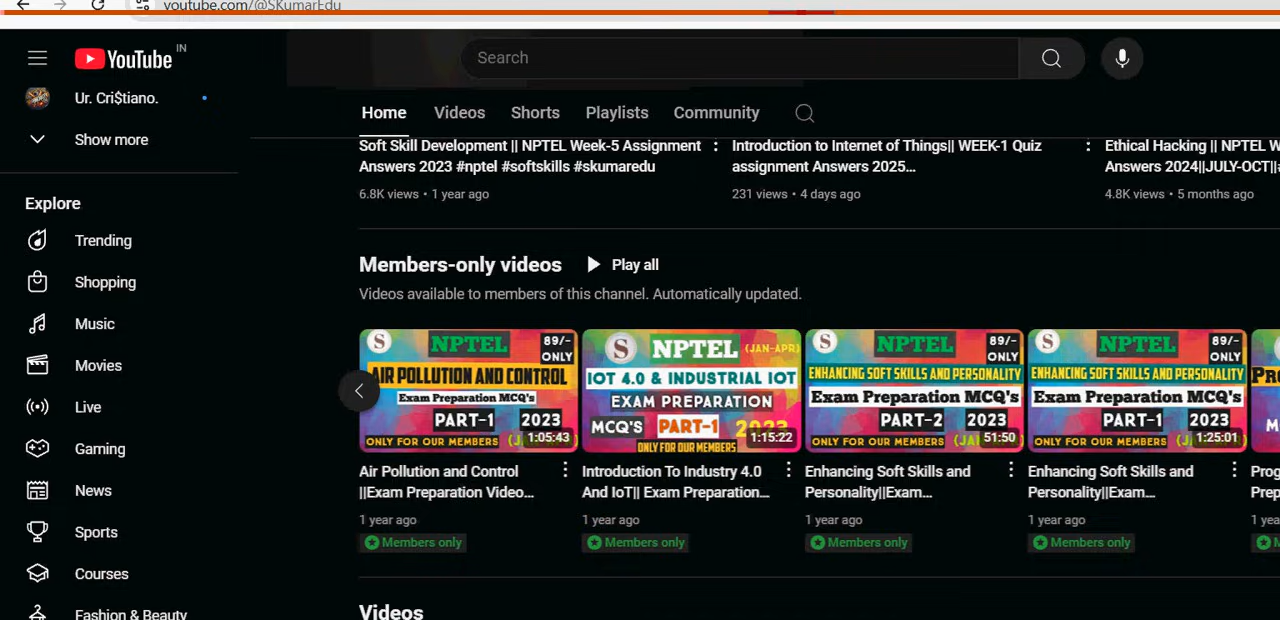 youtube.com/@SKumarEdu
YouTube IN
Search
Ur. Cri$tiano.
Show more
Explore
Trending
Shopping
Music
Movies
Live
Gaming
News
Sports
Courses
Fashion & Beauty
Home Videos Shorts Playlists Community
Soft Skill Development || NPTEL Week-5 Assignment
Answers 2023 #nptel #softskills #skumaredu
6.8K views • 1 year ago
Introduction to Internet of Things|| WEEK-1 Quiz
assignment Answers 2025...
231 views • 4 days ago
Ethical Hacking || NPTEL W
Answers 2024||JULY-OCT||
4.8K views • 5 months ago
Members-only videos Play all
Videos available to members of this channel. Automatically updated.
S NPTEL 89/-
ONLY
AIR POLLUTION AND CONTROL
Exam Preparation MCQ's
PART-1 2023
ONLY FOR OUR MEMBERS 1:05:43
Air Pollution and Control
||Exam Preparation Video...
1 year ago
Members only
S NPTEL (JAN-APR)
IOT 4.0 & INDUSTRIAL IOT
EXAM PREPARATION
MCQ'S PART-1 2023
ONLY FOR OUR MEMBERS 1:15:22
Introduction To Industry 4.0
And IoT|| Exam Preparation...
1 year ago
Members only
S NPTEL 89/-
ONLY
ENHANCING SOFT SKILLS AND PERSONALITY
Exam Preparation MCQ's
PART-2 2023
ONLY FOR OUR MEMBERS 51:50
Enhancing Soft Skills and
Personality||Exam...
1 year ago
Members only
S NPTEL 89/-
ONLY
ENHANCING SOFT SKILLS AND PERSONALITY
Exam Preparation MCQ's
PART-1 2023
ONLY FOR OUR MEMBERS 1:25:01
Enhancing Soft Skills and
Personality||Exam...
1 year ago
Members only
Pro
M
Prog
Prep
1 yea
M
Videos